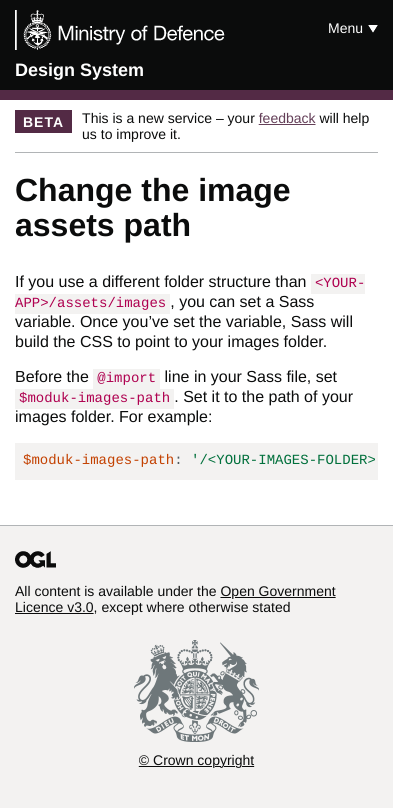 Ministry of Defence
Menu ▼
Design System
BETA
This is a new service – your feedback will help
us to improve it.
Change the image
assets path
If you use a different folder structure than <YOUR-
APP>/assets/images, you can set a Sass
variable. Once you’ve set the variable, Sass will
build the CSS to point to your images folder.
Before the @import line in your Sass file, set
$moduk-images-path. Set it to the path of your
images folder. For example:
$moduk-images-path: '/<YOUR-IMAGES-FOLDER>
OGL
All content is available under the Open Government
Licence v3.0, except where otherwise stated
DIEU ET MON DROIT
© Crown copyright